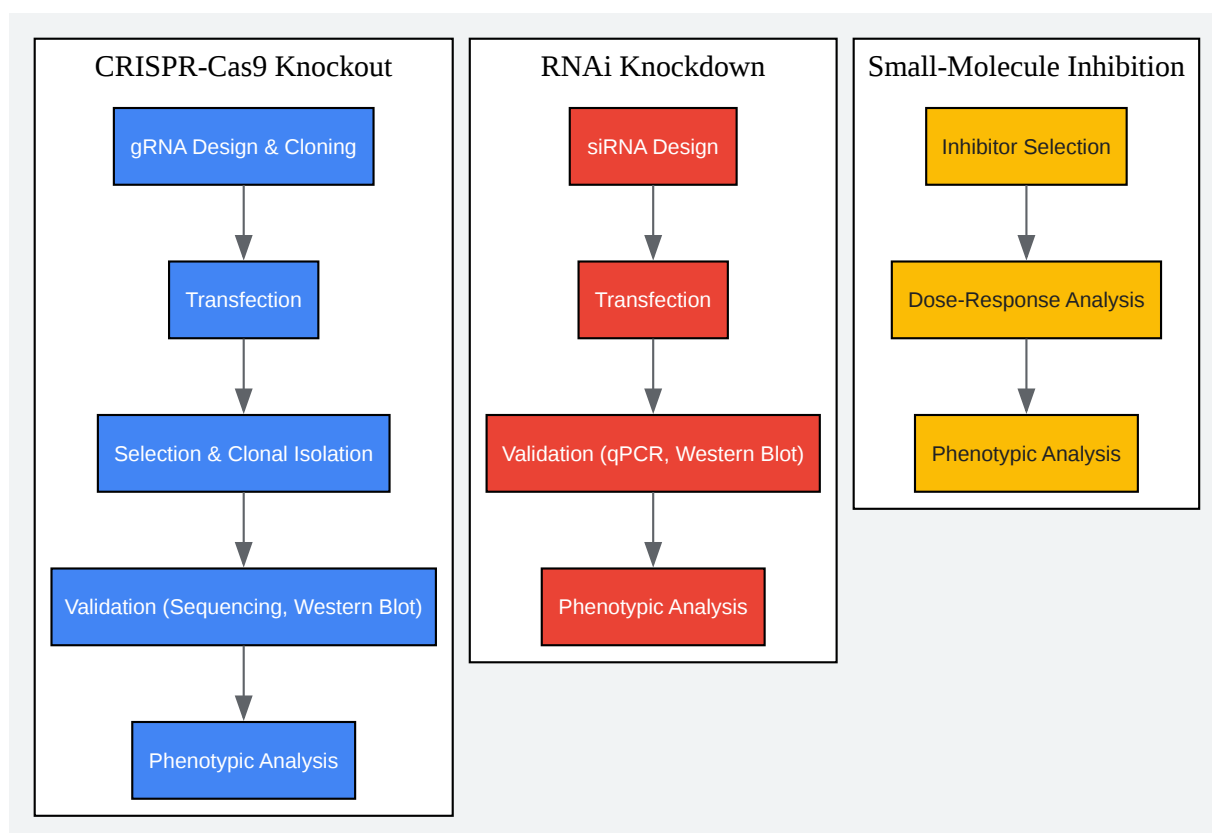 CRISPR-Cas9 Knockout
gRNA Design & Cloning
Transfection
Selection & Clonal Isolation
Validation (Sequencing, Western Blot)
Phenotypic Analysis
RNAi Knockdown
siRNA Design
Transfection
Validation (qPCR, Western Blot)
Phenotypic Analysis
Small-Molecule Inhibition
Inhibitor Selection
Dose-Response Analysis
Phenotypic Analysis